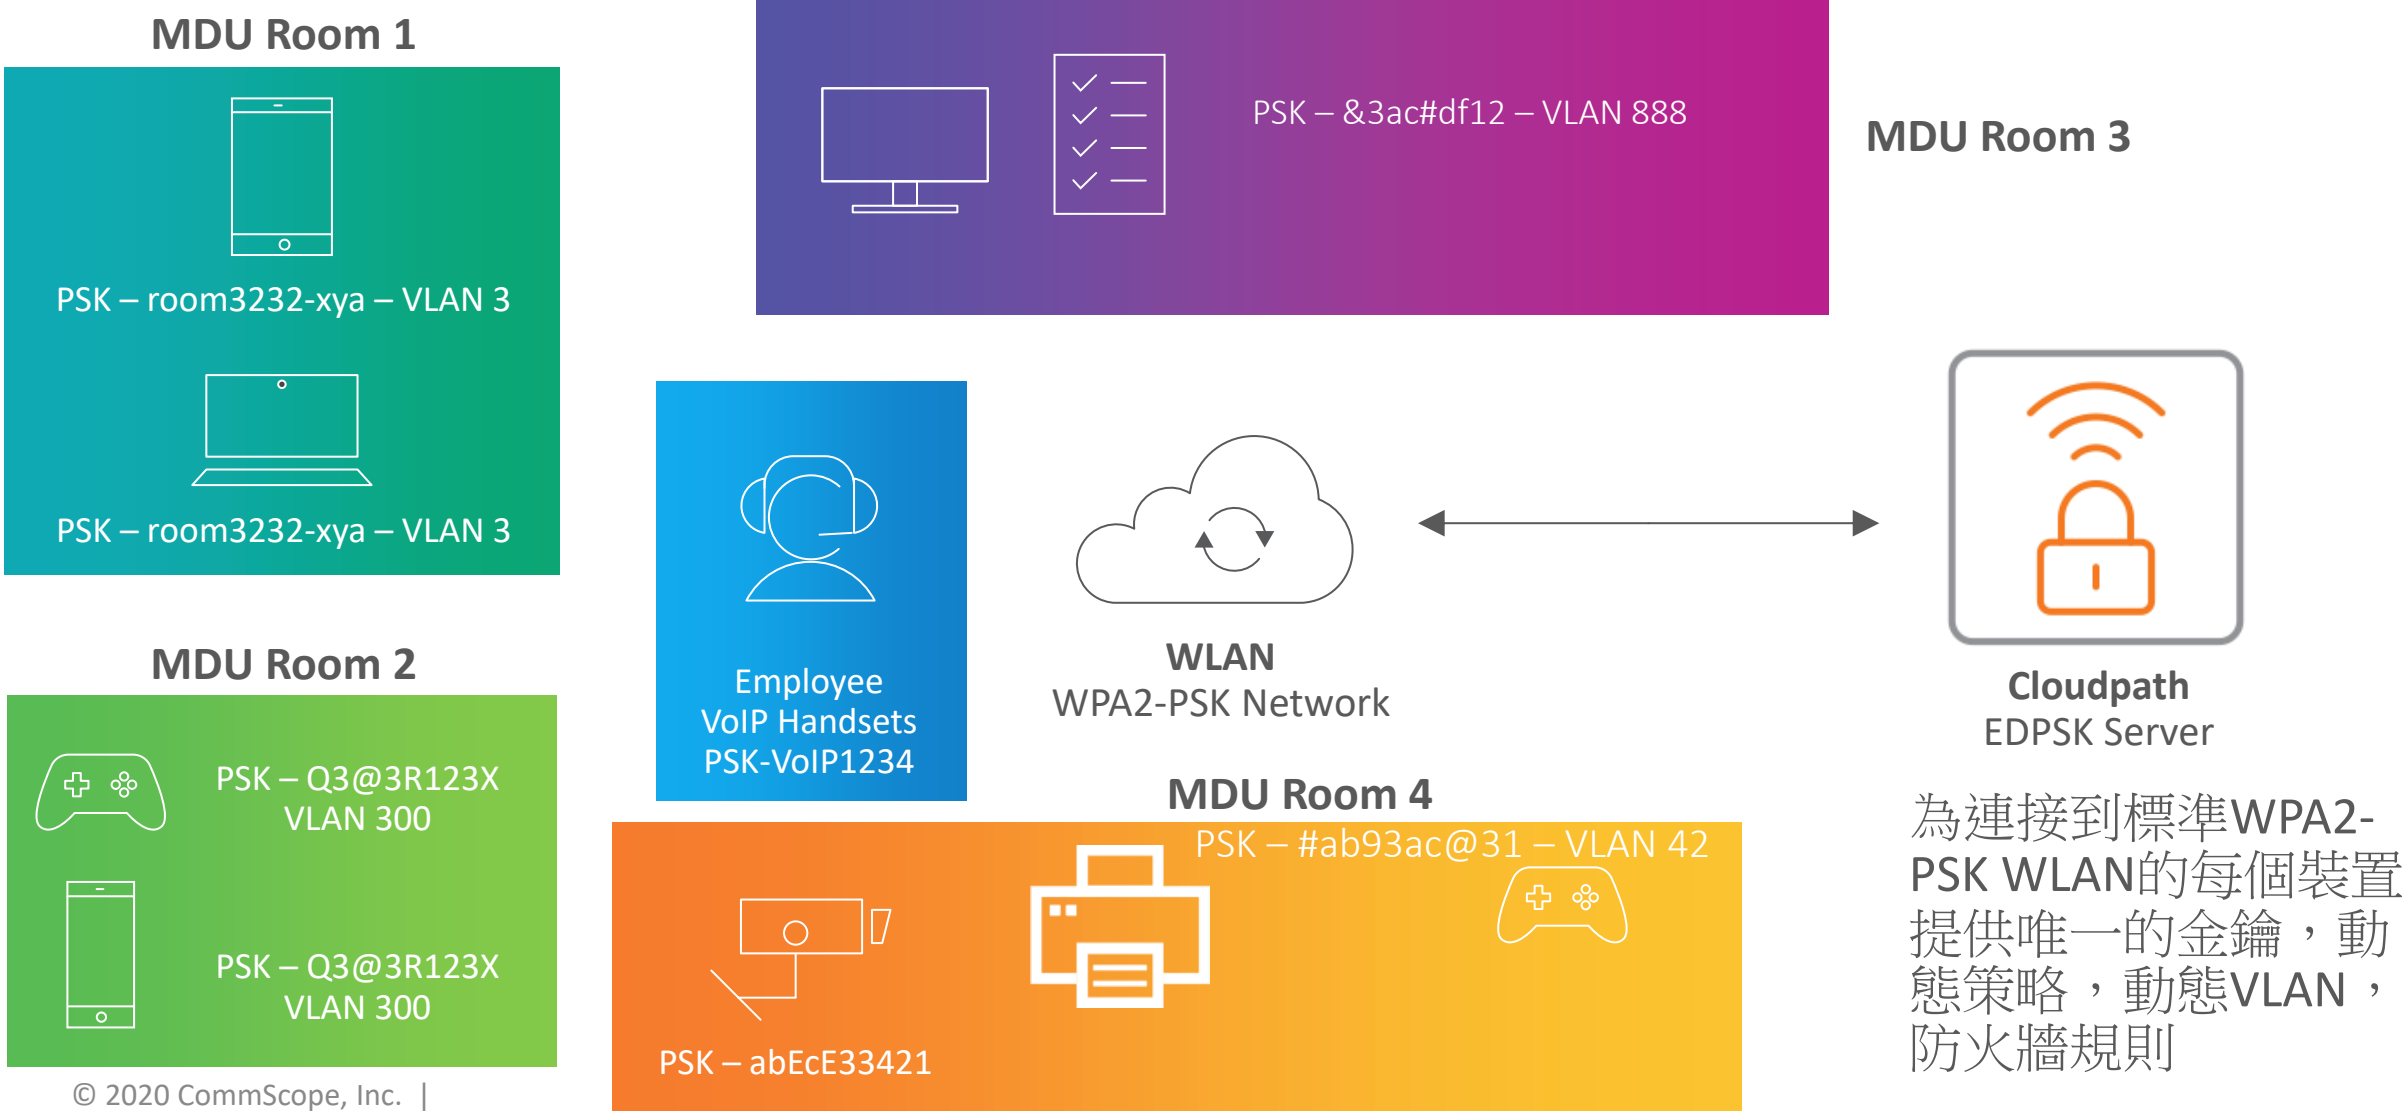 MDU Room 1
PSK – room3232-xya – VLAN 3
PSK – room3232-xya – VLAN 3
MDU Room 2
PSK – Q3@3R123X
VLAN 300
PSK – Q3@3R123X
VLAN 300
© 2020 CommScope, Inc. |
PSK – &3ac#df12 – VLAN 888
MDU Room 3
Employee
VoIP Handsets
PSK-VoIP1234
WLAN
WPA2-PSK Network
Cloudpath
EDPSK Server
MDU Room 4
PSK – #ab93ac@31 – VLAN 42
PSK – abEcE33421
為連接到標準WPA2-
PSK WLAN的每個裝置
提供唯一的金鑰，動
態策略，動態VLAN，
防火牆規則